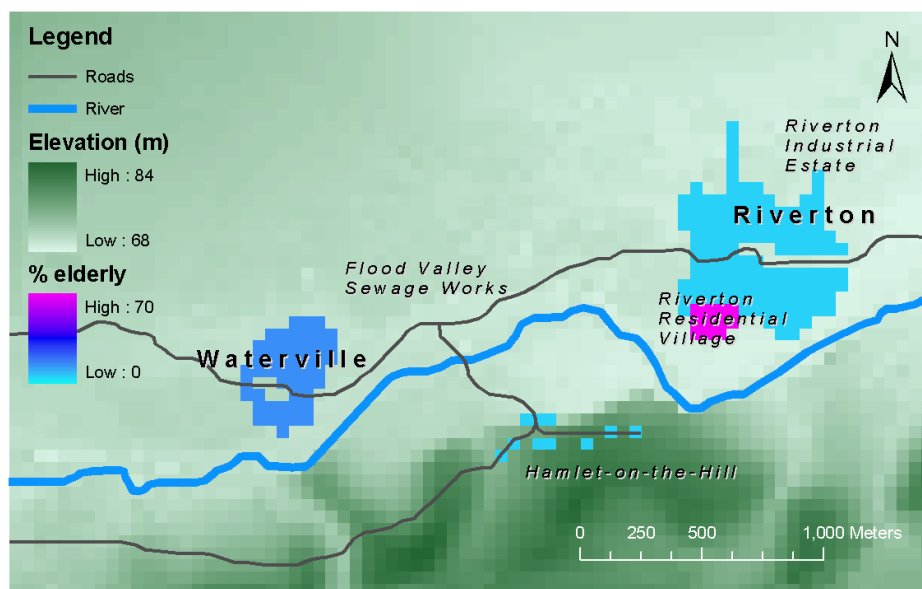 Legend
Roads
River
Elevation (m)
High : 84
Low : 68
% elderly
High : 70
Low : 0
N
Riverton
Industrial
Estate
Riverton
Flood Valley
Sewage Works
Riverton
Residential
Village
Waterville
Hamlet-on-the-Hill
0 250 500 1,000 Meters